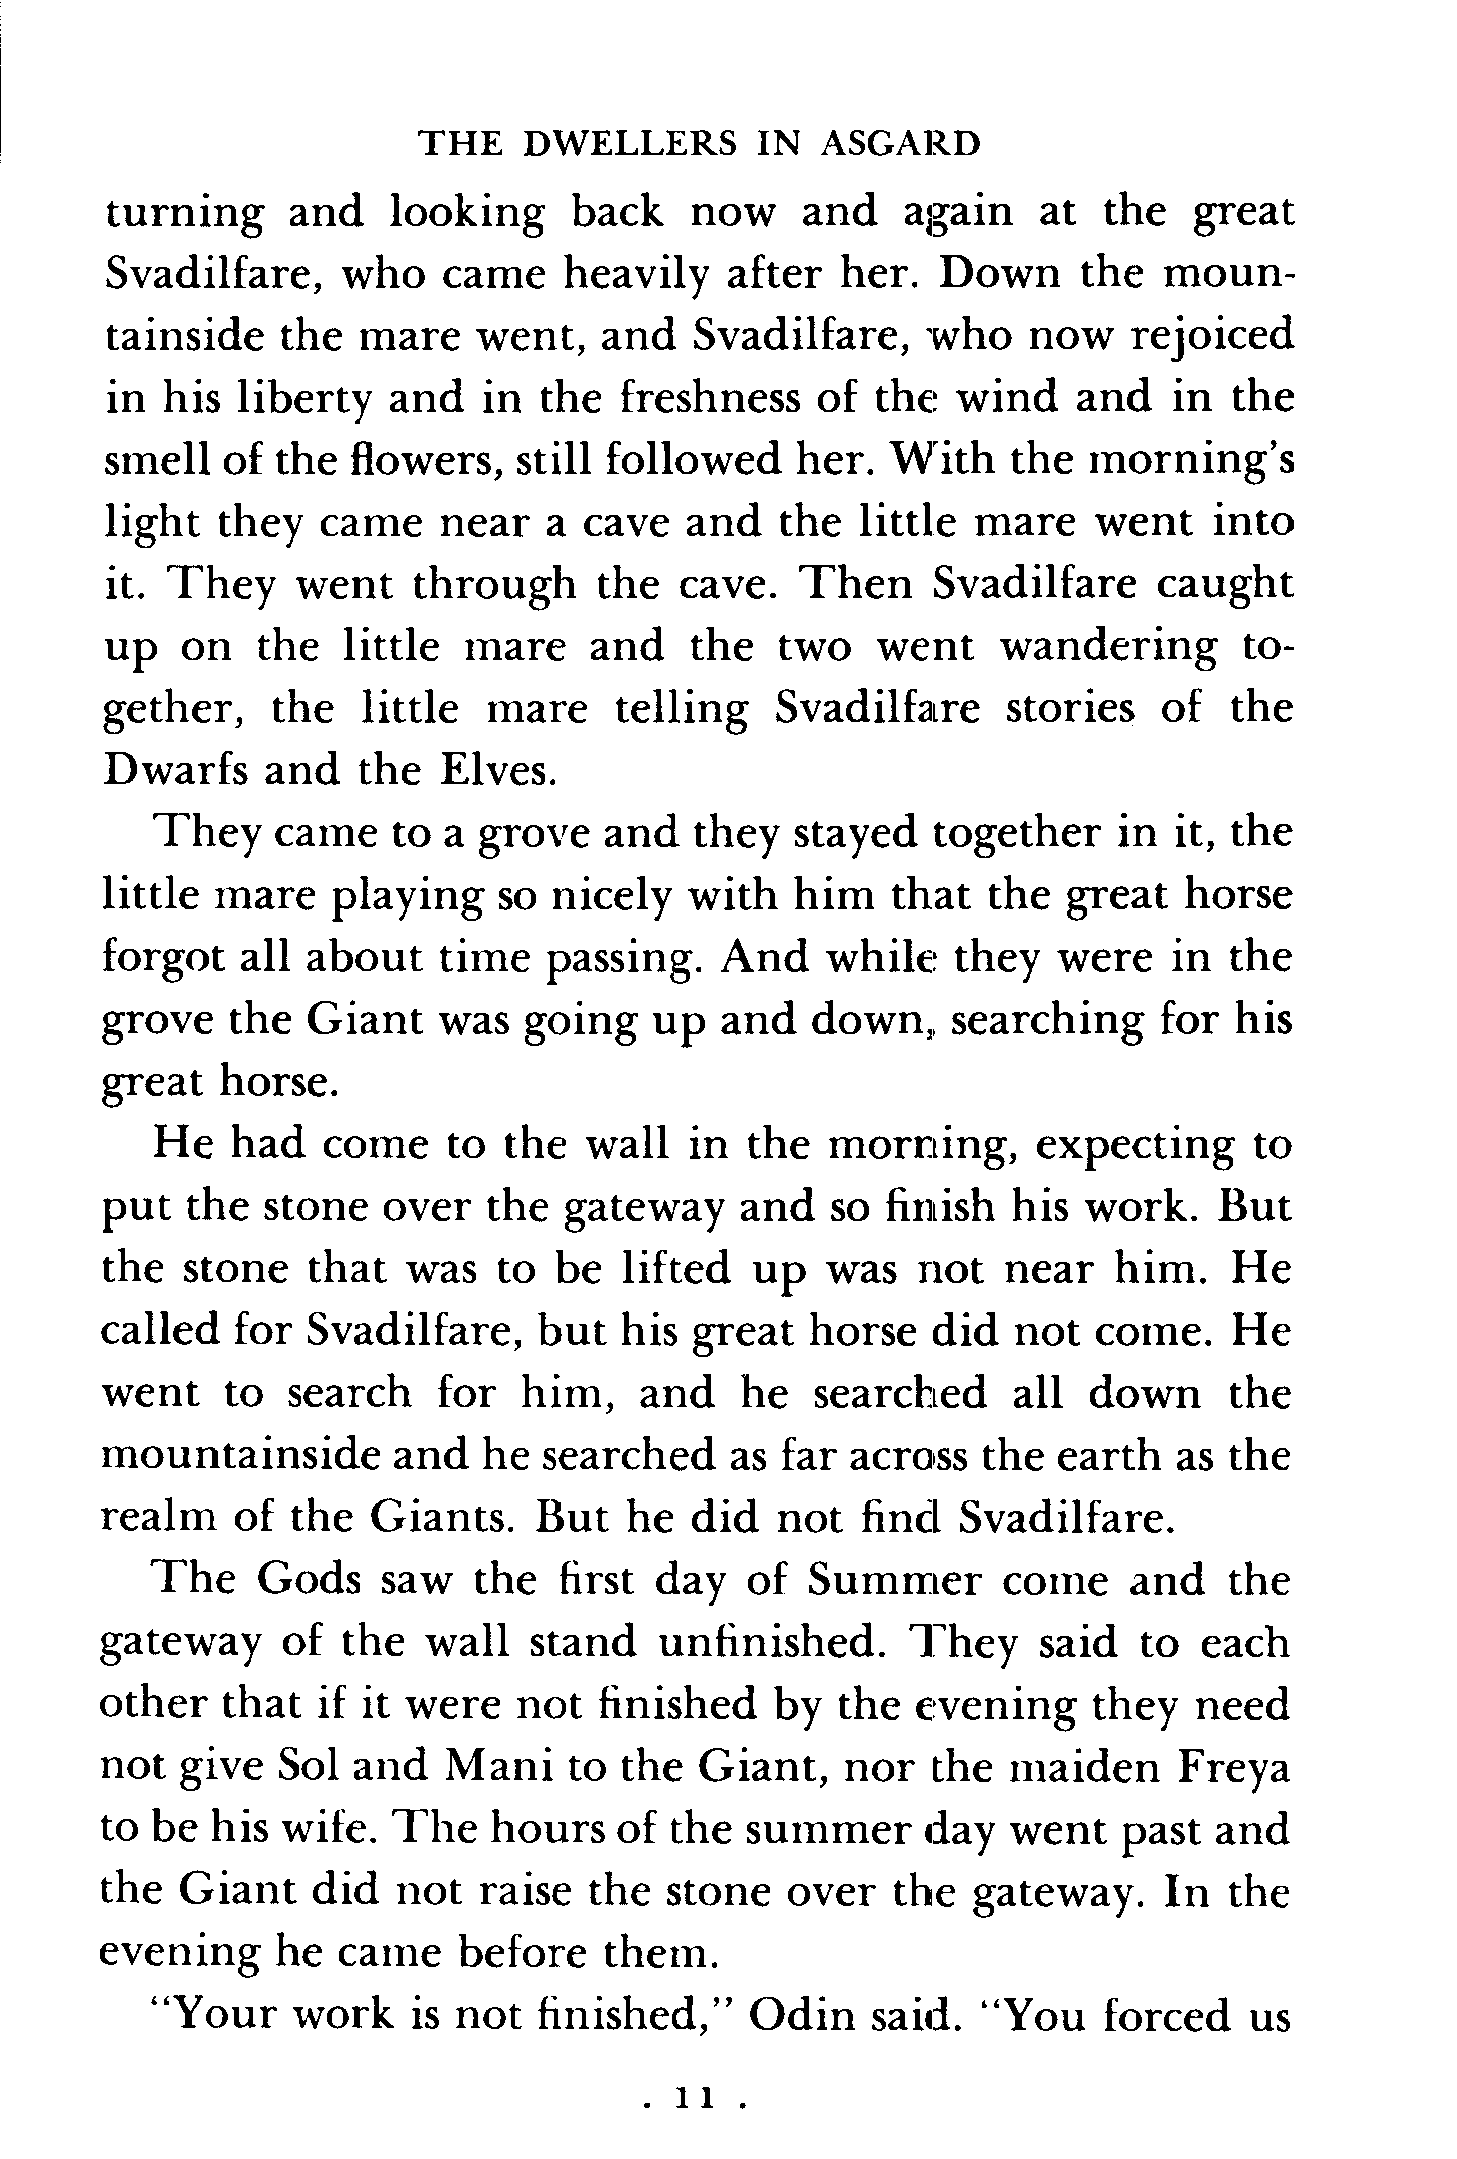 THE DWELLERS IN ASGARD
turning and looking back now and again at the great
Svadilfare, who came heavily after her. Down the moun-
tainside the mare went, and Svadilfare, who now rejoiced
in his liberty and in the freshness of the wind and in the
smell of the flowers, still followed her. With the morning's
light they came near a cave and the little mare went into
it. They went through the cave. Then Svadilfare caught
up on the little mare and the two went wandering to-
gether, the little mare telling Svadilfare stories of the
Dwarfs and the Elves.
They came to a grove and they stayed together in it, the
little mare playing so nicely with him that the great horse
forgot all about time passing. And while they were in the
grove the Giant was going up and down, searching for his
great horse.
He had come to the wall in the morning, expecting to
put the stone over the gateway and so finish his work. But
the stone that was to be lifted up was not near him. He
called for Svadilfare, but his great horse did not come. He
went to search for him, and he searched all down the
mountainside and he searched as far across the earth as the
realm of the Giants. But he did not find Svadilfare.
The Gods saw the first day of Summer come and the
gateway of the wall stand unfinished. They said to each
other that if it were not finished by the evening they need
not give Sol and Mani to the Giant, nor the maiden Freya
to be his wife. The hours of the summer day went past and
the Giant did not raise the stone over the gateway. In the
evening he came before them.
"Your work is not finished," Odin said. "You forced us
. 11 .